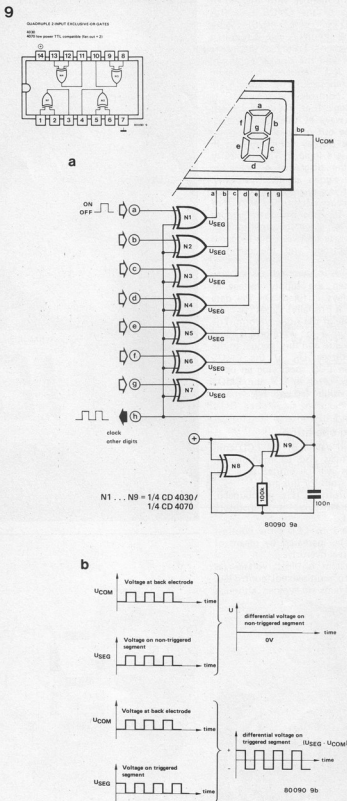 9
QUADRUPLE 2-INPUT EXCLUSIVE-OR GATES
4030
4070 low power TTL compatible (fan out = 2)
14 13 12 11 10 9 8
1 2 3 4 5 6 7
a
a
f b
g
e c
d
bp
UCOM
a b c d e f g
ON
OFF
a
N1
USEG
b
N2
USEG
c
N3
USEG
d
N4
USEG
e
N5
USEG
f
N6
USEG
g
N7
USEG
h
clock
other digits
N8
N9
100k
100n
N1 . . . N9 = 1/4 CD 4030/
1/4 CD 4070
80090 9a
b
Voltage at back electrode
UCOM
time
Voltage on non-triggered
segment
USEG
time
U
differential voltage on
non-triggered segment
time
0V
Voltage at back electrode
UCOM
time
Voltage on triggered
segment
USEG
time
differential voltage on
triggered segment (USEG - UCOM)
+
−
time
80090 9b